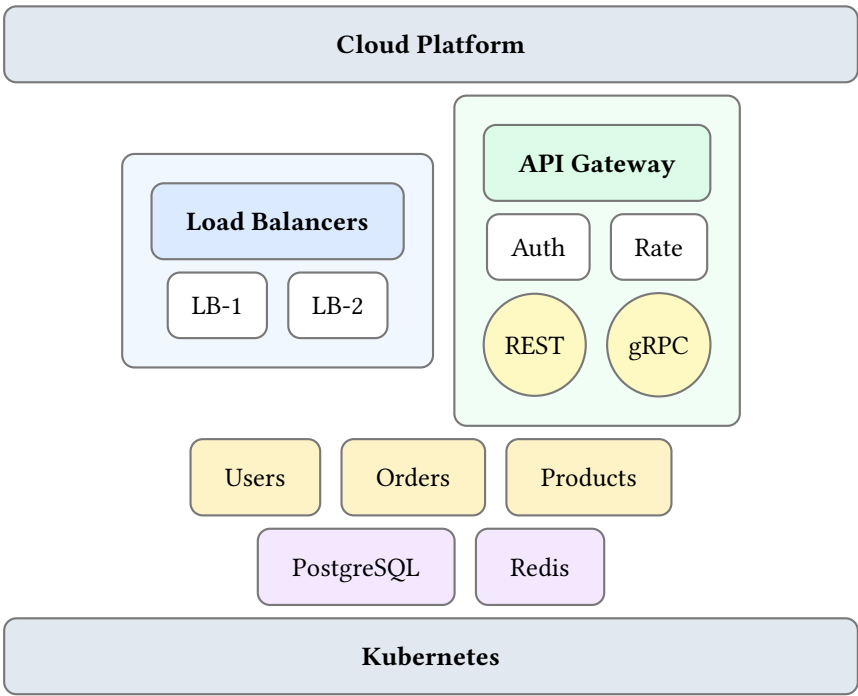 Cloud Platform
Load Balancers
LB-1 LB-2
API Gateway
Auth Rate
REST gRPC
Users Orders Products
PostgreSQL Redis
Kubernetes